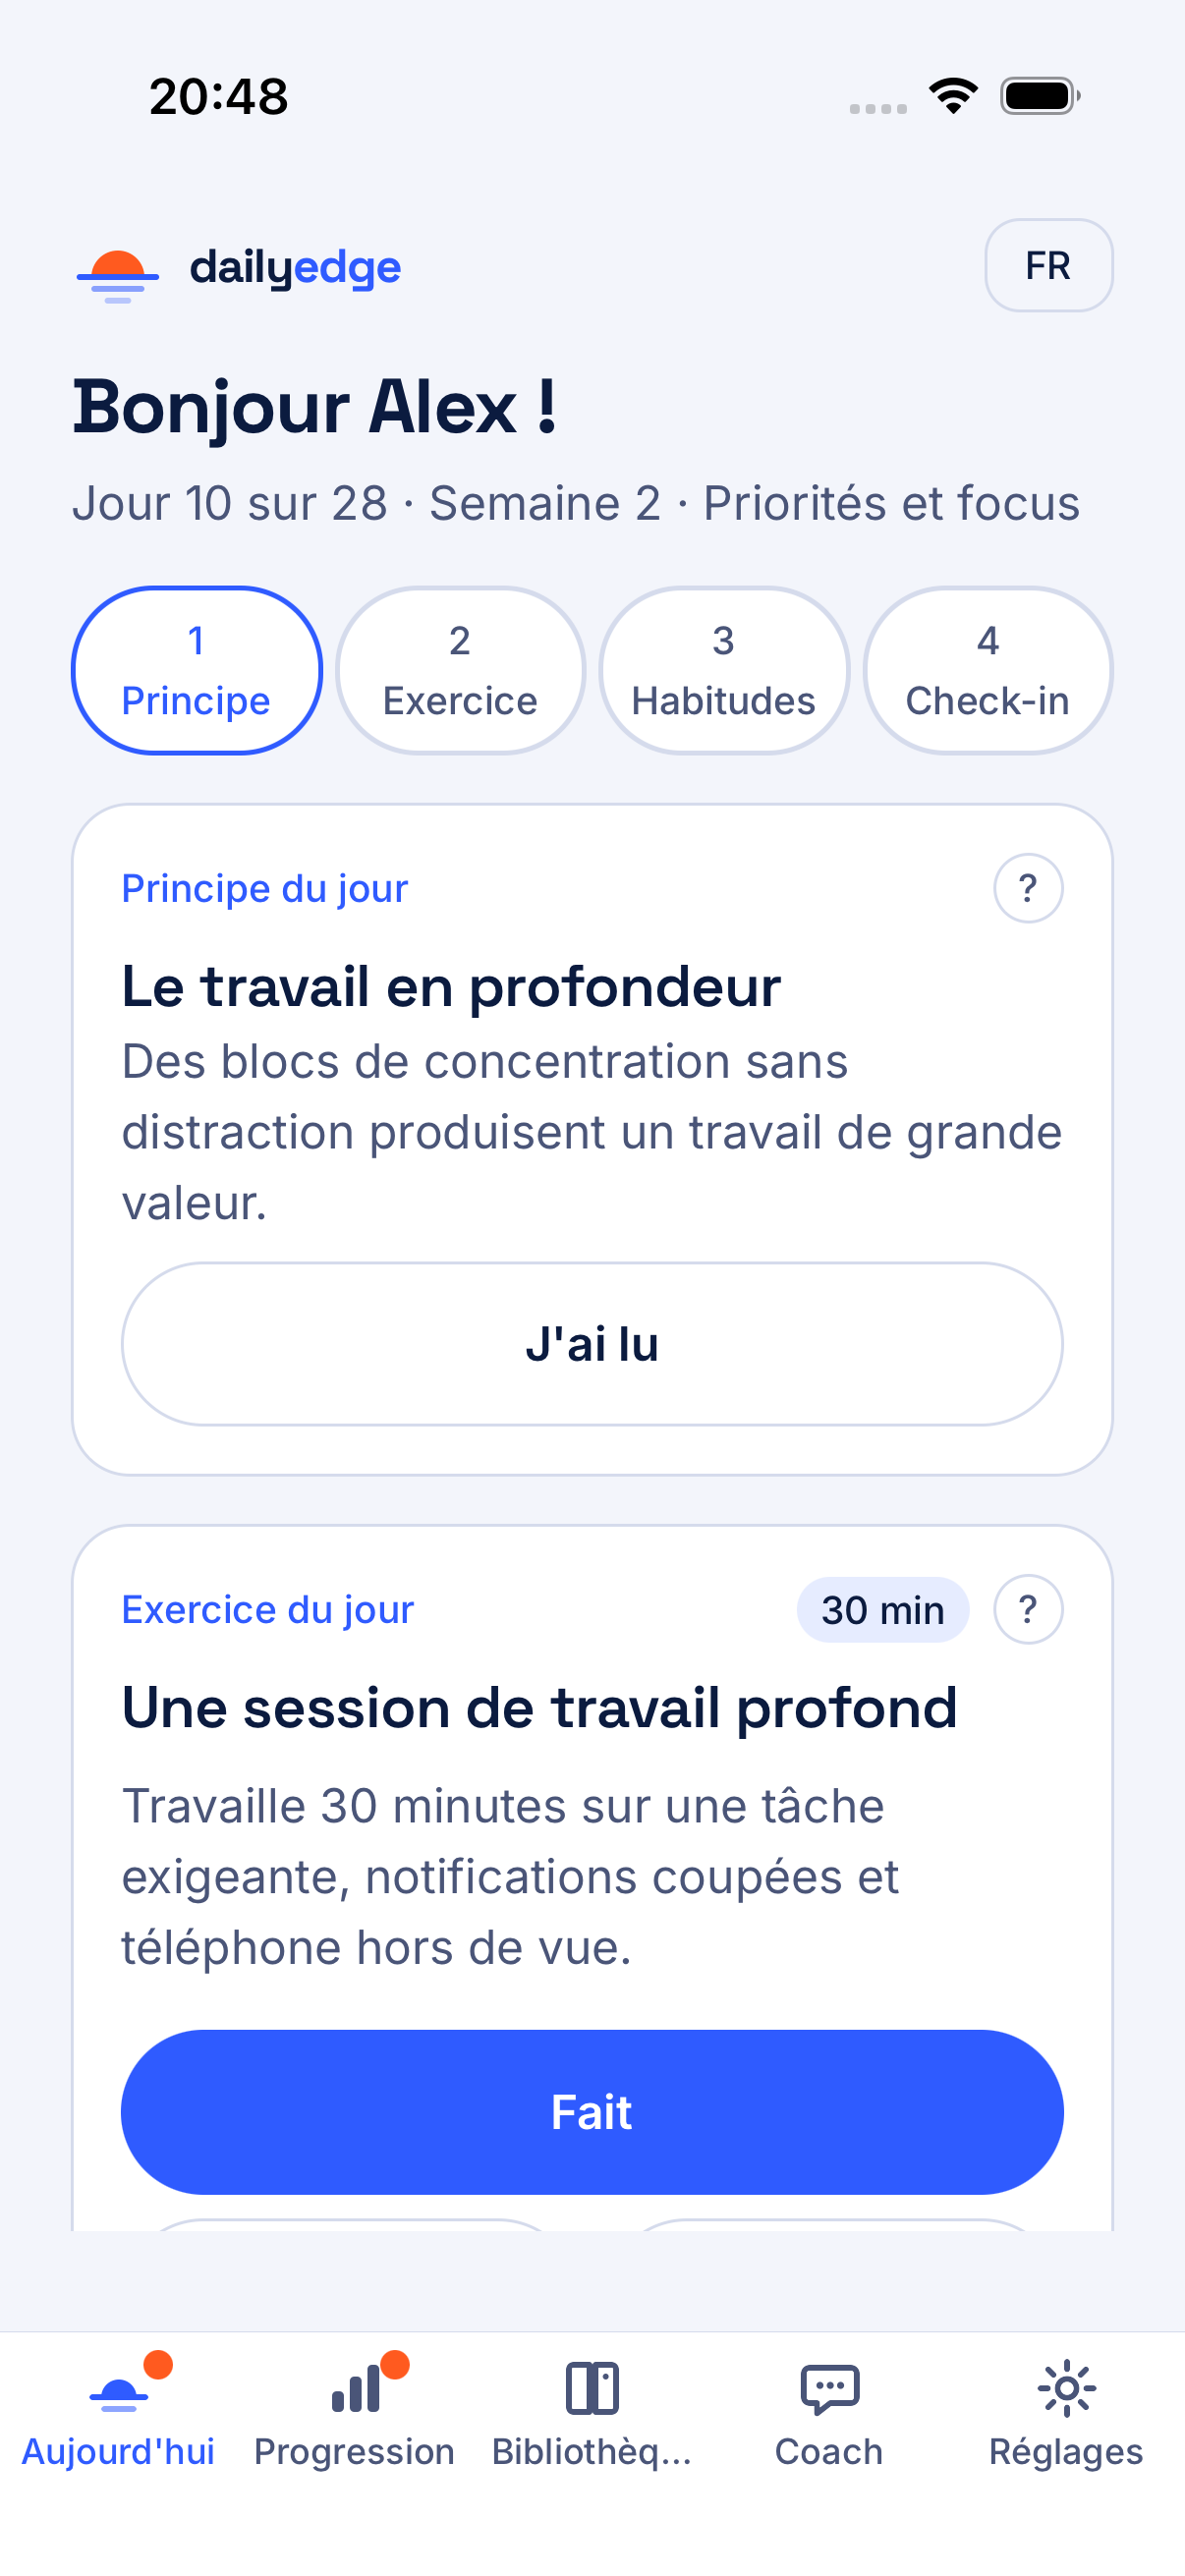 20:48
dailyedge
FR
Bonjour Alex !
Jour 10 sur 28 · Semaine 2 · Priorités et focus
1
Principe
2
Exercice
3
Habitudes
4
Check-in
Principe du jour
?
Le travail en profondeur
Des blocs de concentration sans
distraction produisent un travail de grande
valeur.
J'ai lu
Exercice du jour
30 min
?
Une session de travail profond
Travaille 30 minutes sur une tâche
exigeante, notifications coupées et
téléphone hors de vue.
Fait
Aujourd'hui
Progression
Bibliothèq...
Coach
Réglages